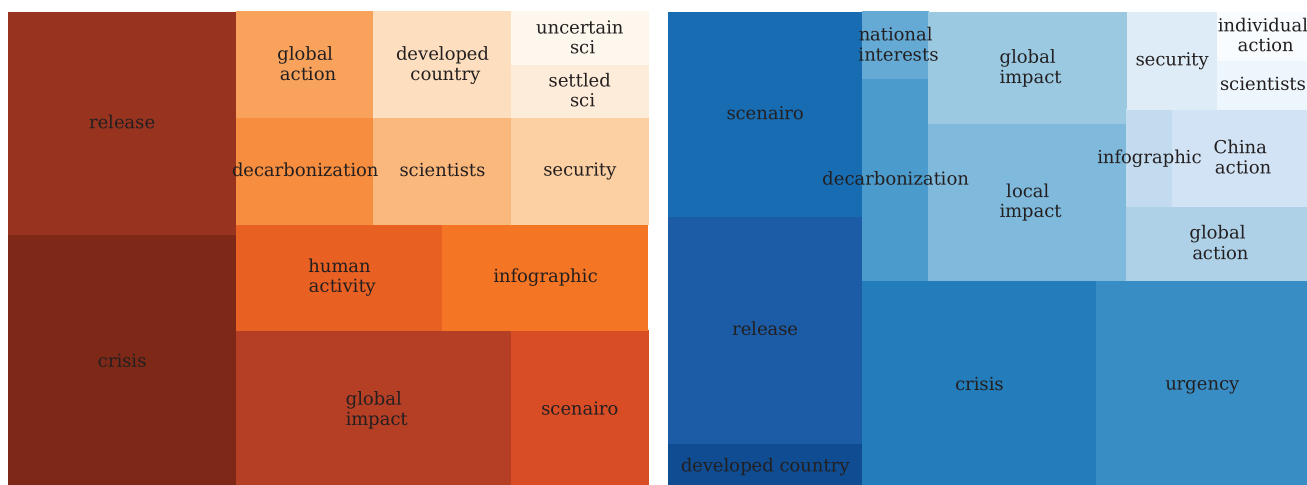 release
crisis
global
action
developed
country
uncertain
sci
settled
sci
decarbonization
scientists
security
human
activity
infographic
global
impact
scenairo
scenairo
release
developed country
national
interests
decarbonization
global
impact
local
impact
security
individual
action
scientists
infographic
China
action
global
action
crisis
urgency